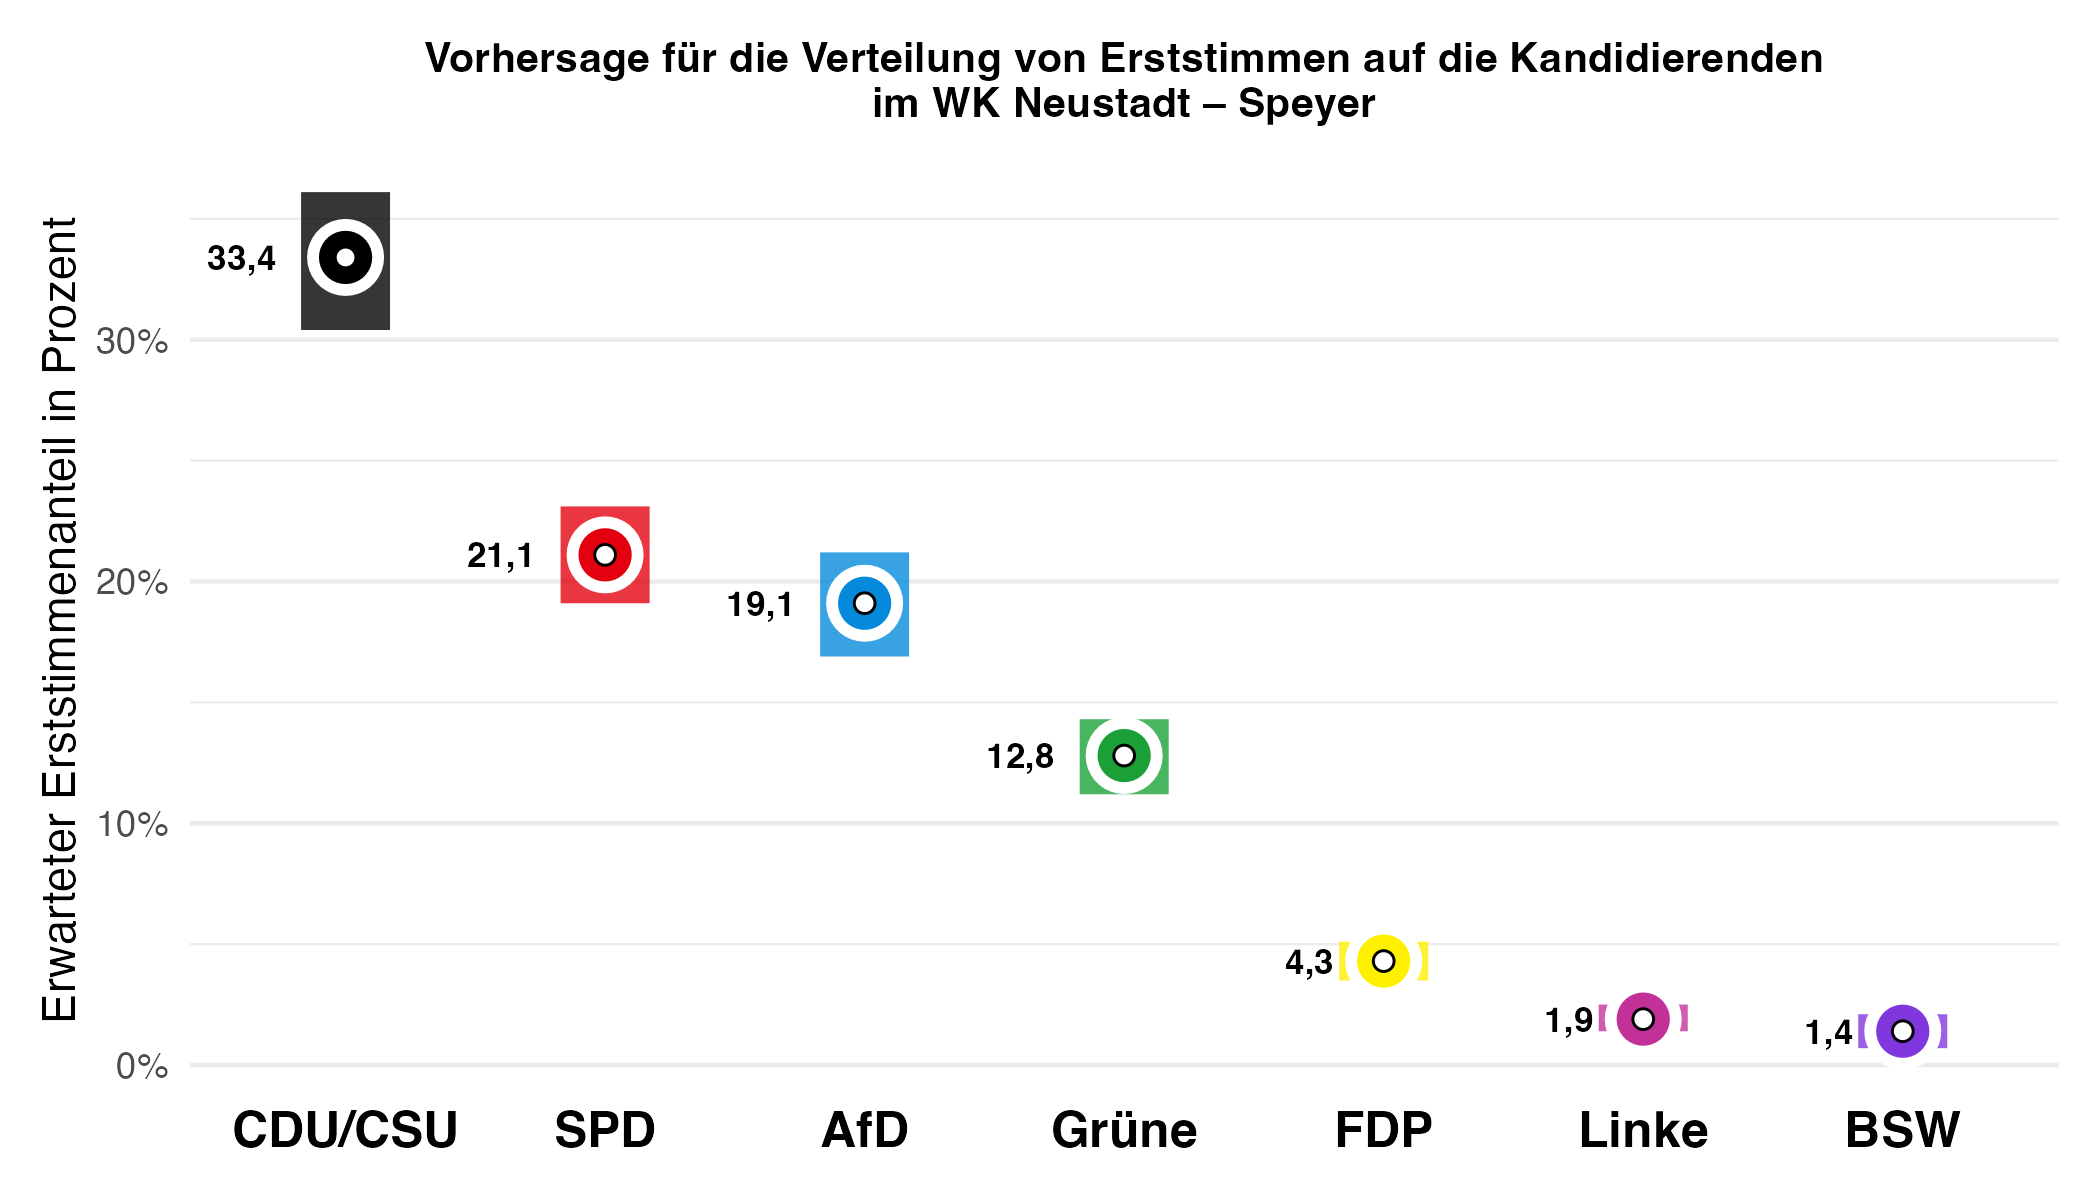 Vorhersage für die Verteilung von Erststimmen auf die Kandidierenden
im WK Neustadt – Speyer
Erwarteter Erststimmenanteil in Prozent
33,4
30%
21,1
20%
19,1
12,8
10%
4,3
1,9
1,4
0%
CDU/CSU SPD AfD Grüne FDP Linke BSW